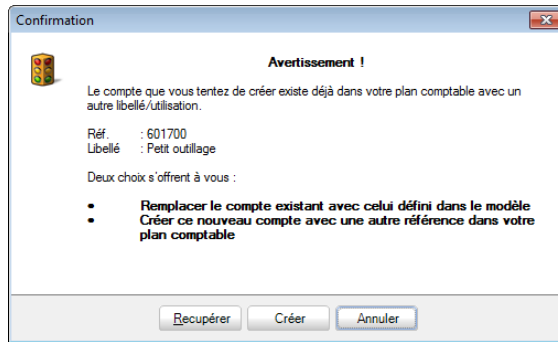 Confirmation
Avertissement !
Le compte que vous tentez de créer existe déjà dans votre plan comptable avec un
autre libellé/utilisation.
Réf. : 601700
Libellé : Petit outillage
Deux choix s'offrent à vous :
• Remplacer le compte existant avec celui défini dans le modèle
• Créer ce nouveau compte avec une autre référence dans votre
plan comptable
Recupérer Créer Annuler